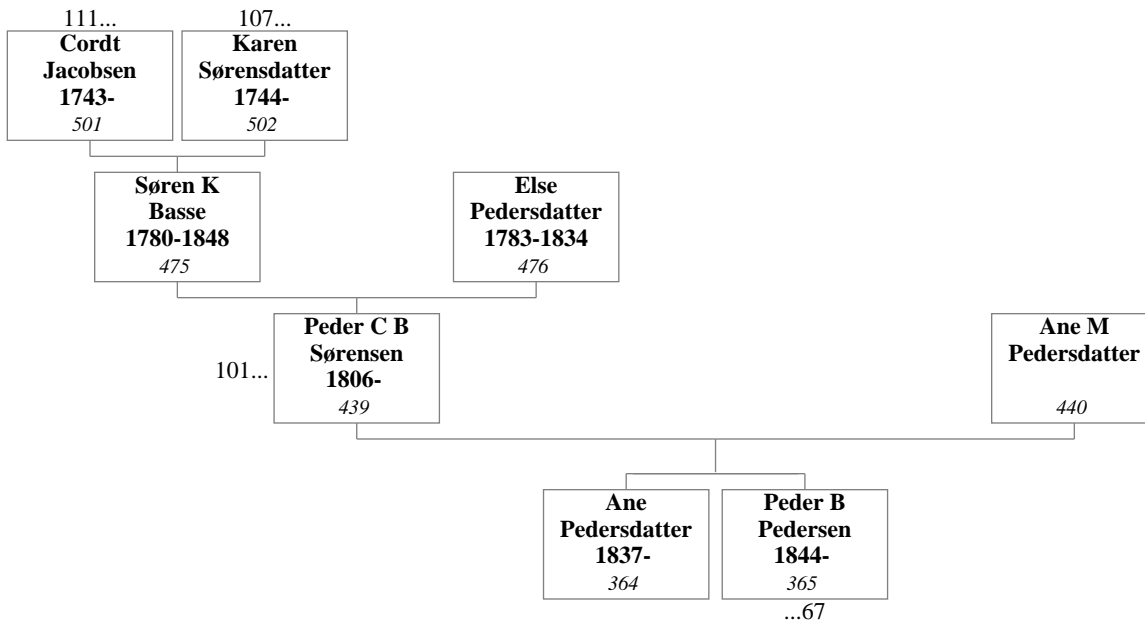 111...
107...
Cordt
Jacobsen
1743-
501
Karen
Sørensdatter
1744-
502
Søren K
Basse
1780-1848
475
Else
Pedersdatter
1783-1834
476
101...
Peder C B
Sørensen
1806-
439
Ane M
Pedersdatter
440
Ane
Pedersdatter
1837-
364
Peder B
Pedersen
1844-
365
...67